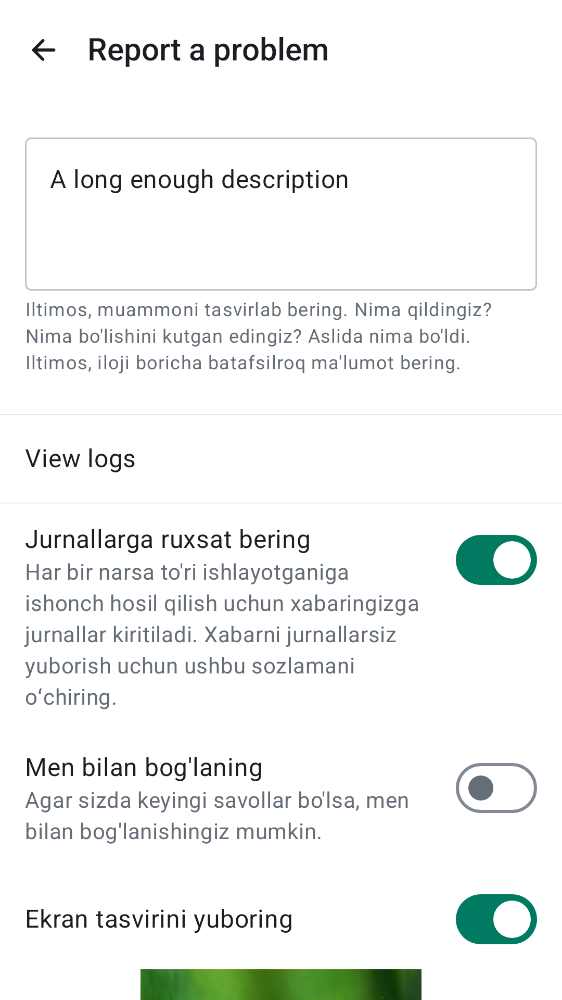 Report a problem
A long enough description
Iltimos, muammoni tasvirlab bering. Nima qildingiz?
Nima bo'lishini kutgan edingiz? Aslida nima bo'ldi.
Iltimos, iloji boricha batafsilroq ma'lumot bering.
View logs
Jurnallarga ruxsat bering
Har bir narsa to'ri ishlayotganiga
ishonch hosil qilish uchun xabaringizga
jurnallar kiritiladi. Xabarni jurnallarsiz
yuborish uchun ushbu sozlamani
oʻchiring.
Men bilan bog'laning
Agar sizda keyingi savollar bo'lsa, men
bilan bog'lanishingiz mumkin.
Ekran tasvirini yuboring